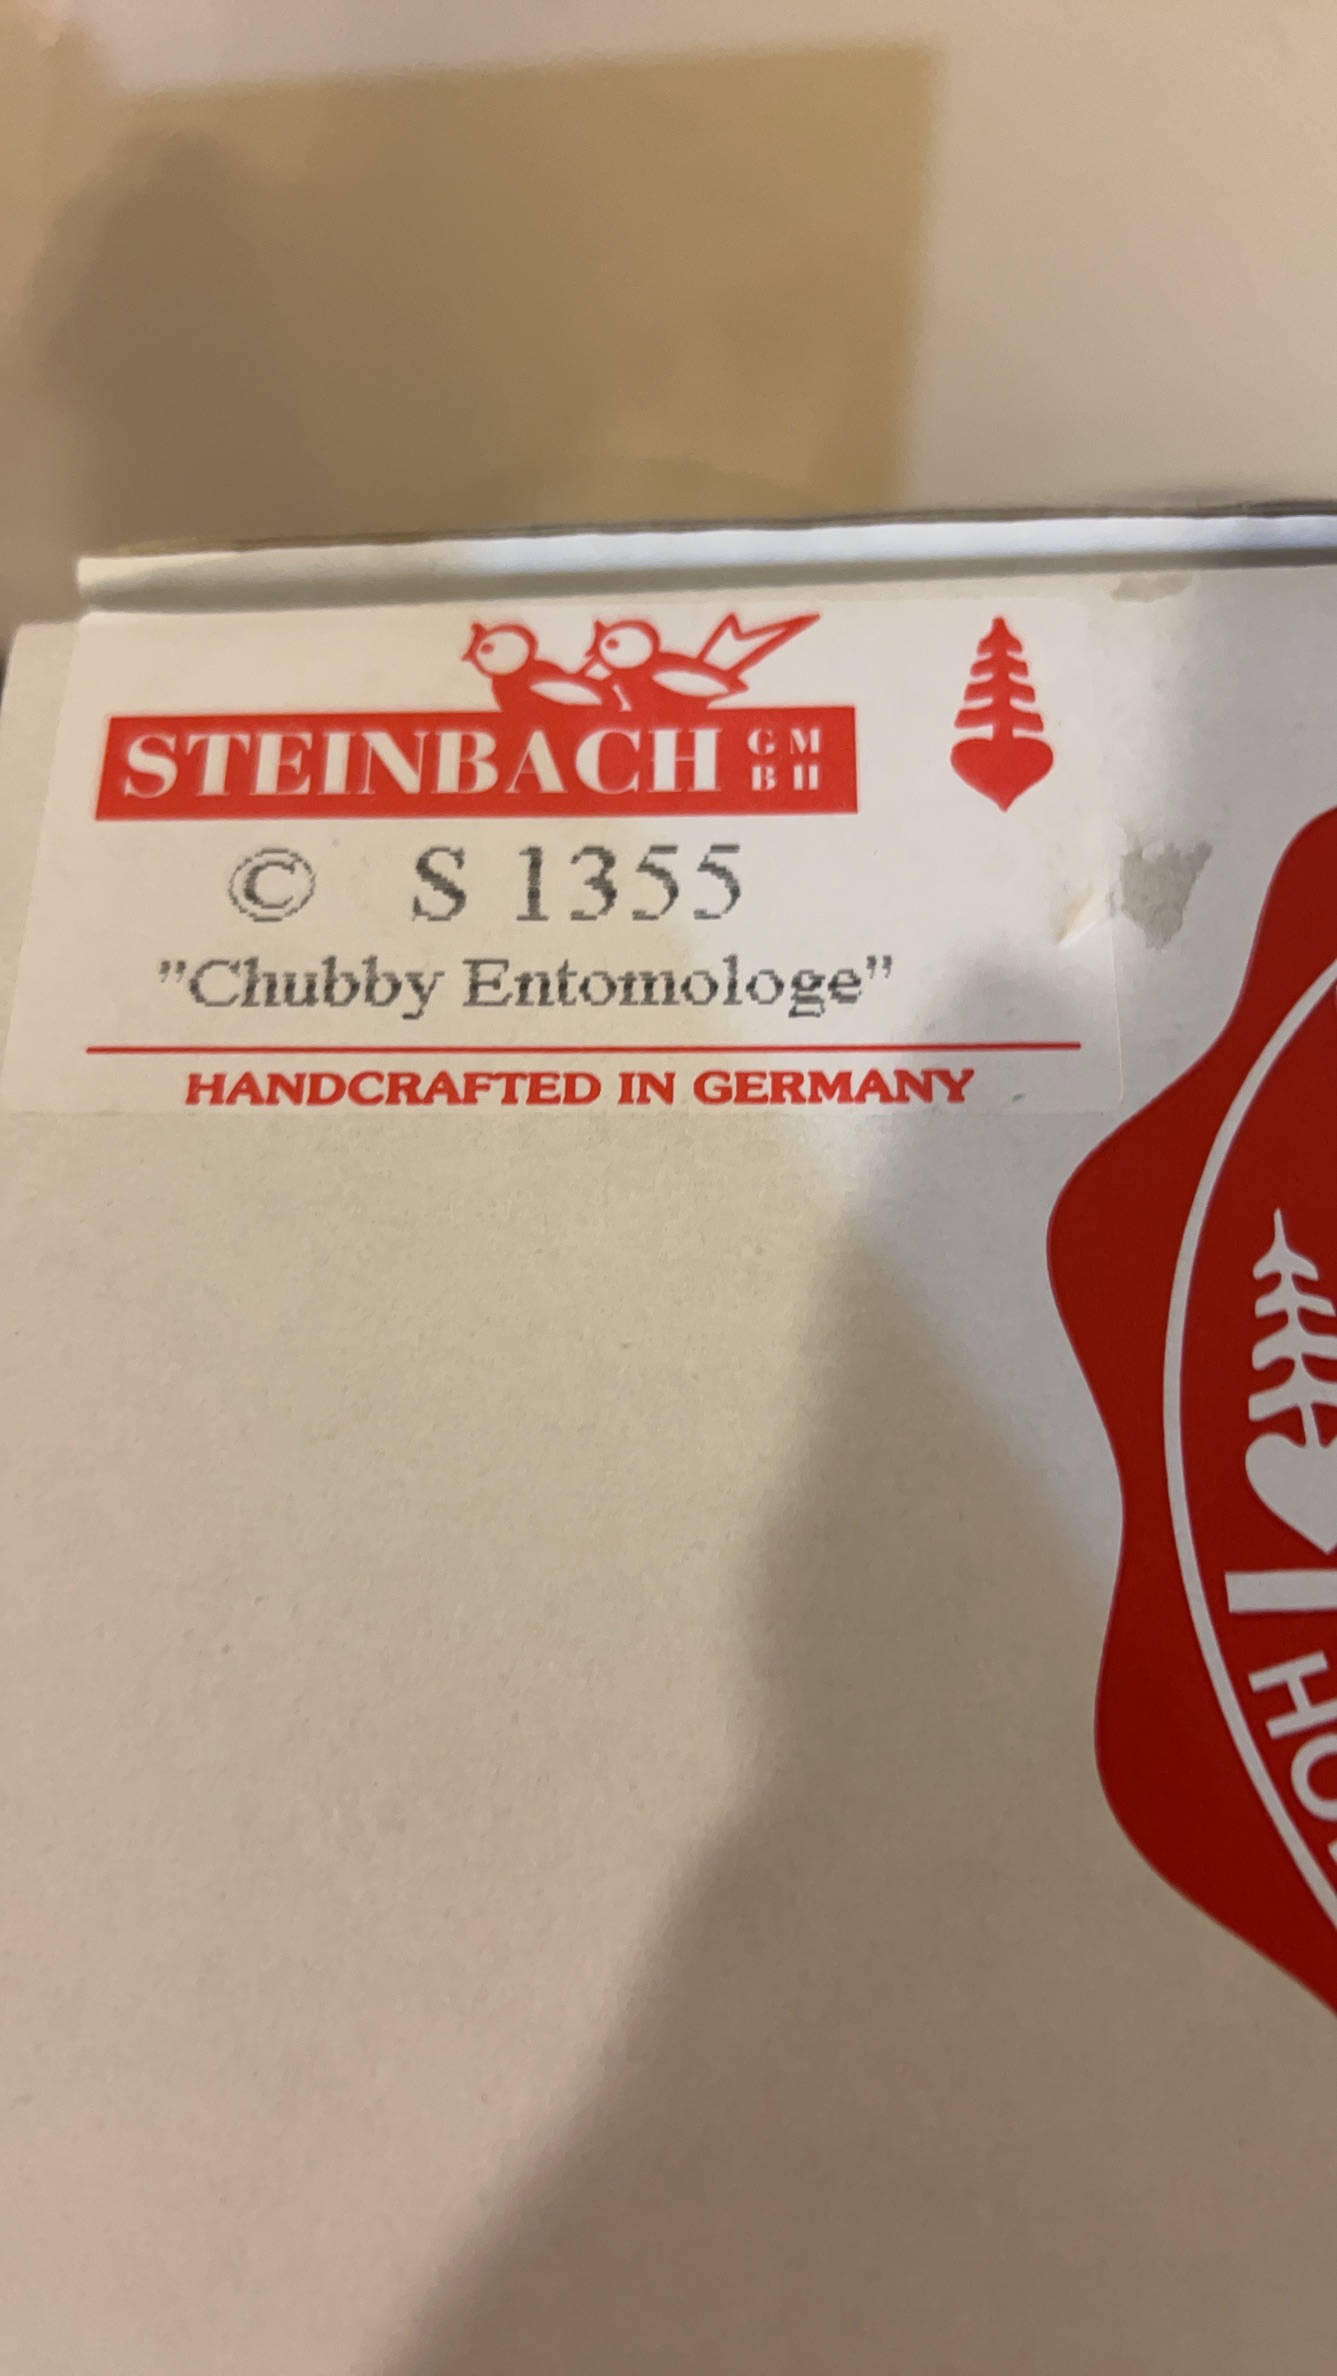 STEINBACH GM
BH
© S 1355
"Chubby Entomologe"
HANDCRAFTED IN GERMANY